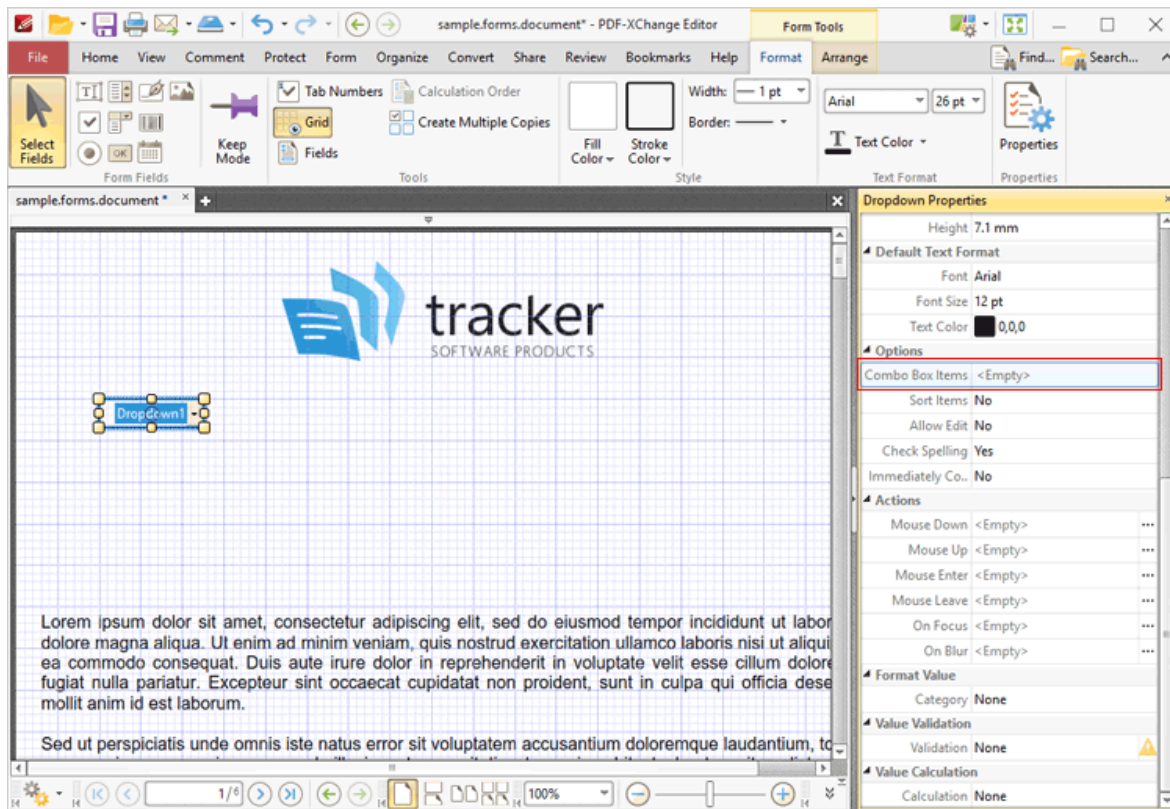 sample.forms.document* - PDF-XChange Editor
Form Tools
File Home View Comment Protect Form Organize Convert Share Review Bookmarks Help Format Arrange Find... Search...
Select Fields
OK
Keep Mode
Form Fields
Tab Numbers
Grid
Fields
Calculation Order
Create Multiple Copies
Tools
Fill Color
Stroke Color
Width: 1 pt
Border:
Style
Arial 26 pt
T Text Color
Text Format
Properties
Properties
sample.forms.document *
tracker
SOFTWARE PRODUCTS
Dropdown1
Lorem ipsum dolor sit amet, consectetur adipiscing elit, sed do eiusmod tempor incididunt ut labor
dolore magna aliqua. Ut enim ad minim veniam, quis nostrud exercitation ullamco laboris nisi ut aliqui
ea commodo consequat. Duis aute irure dolor in reprehenderit in voluptate velit esse cillum dolore
fugiat nulla pariatur. Excepteur sint occaecat cupidatat non proident, sunt in culpa qui officia dese
mollit anim id est laborum.
Sed ut perspiciatis unde omnis iste natus error sit voluptatem accusantium doloremque laudantium, to
1/6
100%
Dropdown Properties
Height 7.1 mm
Default Text Format
Font Arial
Font Size 12 pt
Text Color 0,0,0
Options
Combo Box Items <Empty>
Sort Items No
Allow Edit No
Check Spelling Yes
Immediately Co... No
Actions
Mouse Down <Empty> ...
Mouse Up <Empty> ...
Mouse Enter <Empty> ...
Mouse Leave <Empty> ...
On Focus <Empty> ...
On Blur <Empty> ...
Format Value
Category None
Value Validation
Validation None
Value Calculation
Calculation None